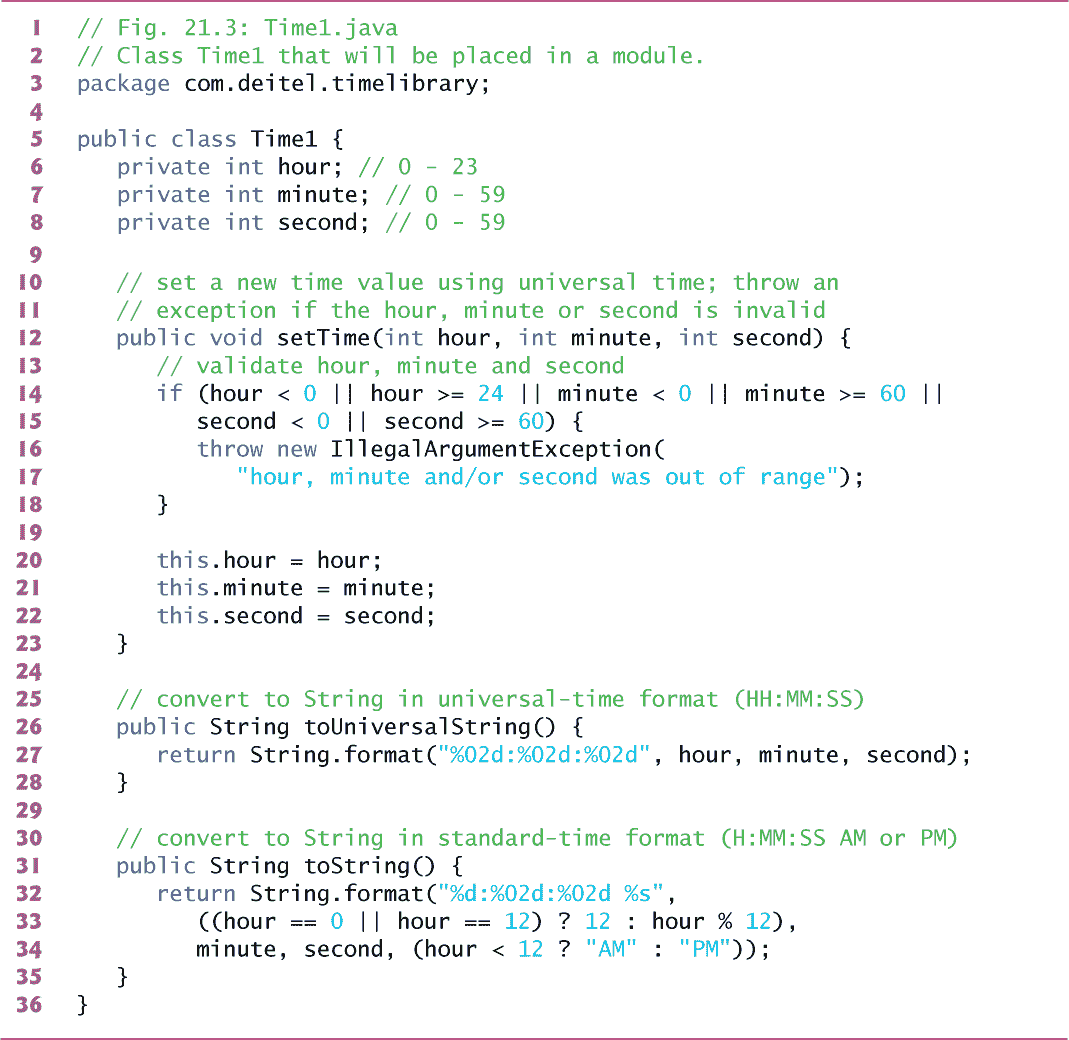 1 // Fig. 21.3: Time1.java
2 // Class Time1 that will be placed in a module.
3 package com.deitel.timelibrary;
4
5 public class Time1 {
6    private int hour; // 0 - 23
7    private int minute; // 0 - 59
8    private int second; // 0 - 59
9
10    // set a new time value using universal time; throw an
11    // exception if the hour, minute or second is invalid
12    public void setTime(int hour, int minute, int second) {
13       // validate hour, minute and second
14       if (hour < 0 || hour >= 24 || minute < 0 || minute >= 60 ||
15          second < 0 || second >= 60) {
16          throw new IllegalArgumentException(
17             "hour, minute and/or second was out of range");
18       }
19
20       this.hour = hour;
21       this.minute = minute;
22       this.second = second;
23    }
24
25    // convert to String in universal-time format (HH:MM:SS)
26    public String toUniversalString() {
27       return String.format("%02d:%02d:%02d", hour, minute, second);
28    }
29
30    // convert to String in standard-time format (H:MM:SS AM or PM)
31    public String toString() {
32       return String.format("%d:%02d:%02d %s",
33          ((hour == 0 || hour == 12) ? 12 : hour % 12),
34          minute, second, (hour < 12 ? "AM" : "PM"));
35    }
36 }